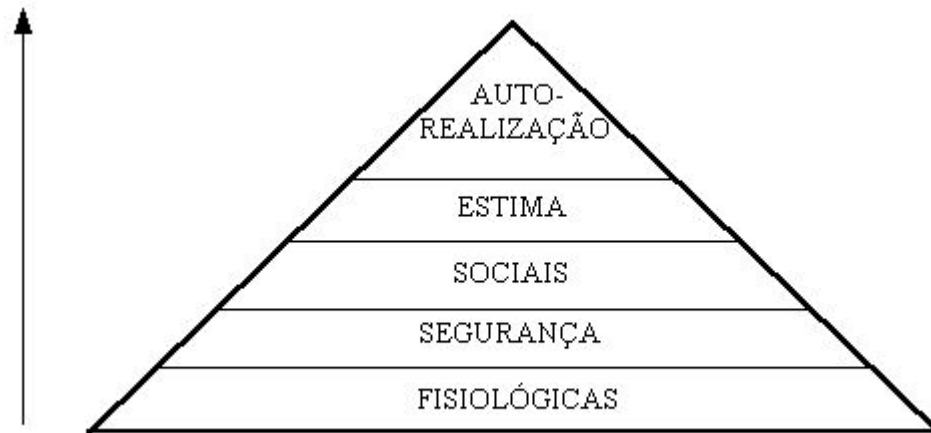 AUTO-
REALIZAÇÃO
ESTIMA
SOCIAIS
SEGURANÇA
FISIOLÓGICAS